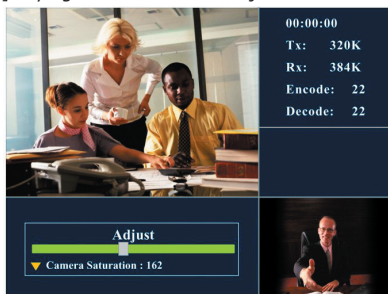 00:00:00
Tx: 320K
Rx: 384K
Encode: 22
Decode: 22
Adjust
Camera Saturation : 162